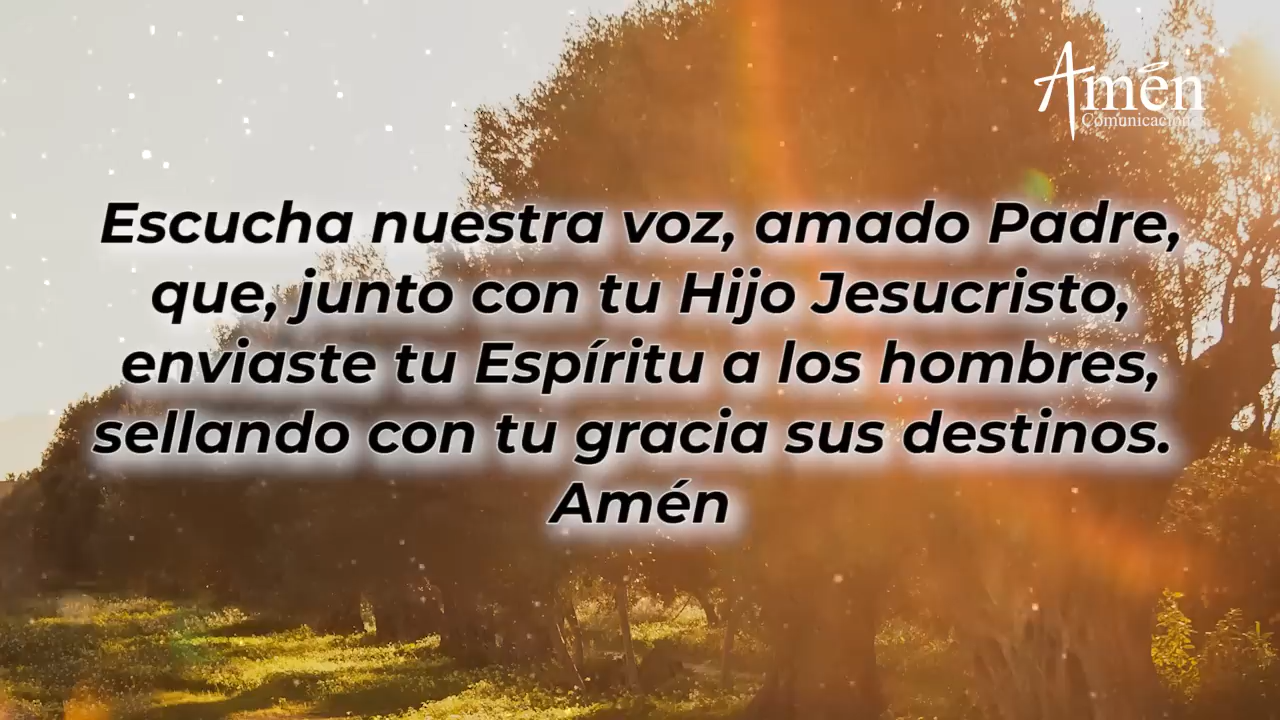 Amén
Comunicaciones
Escucha nuestra voz, amado Padre,
que, junto con tu Hijo Jesucristo,
enviaste tu Espíritu a los hombres,
sellando con tu gracia sus destinos.
Amén